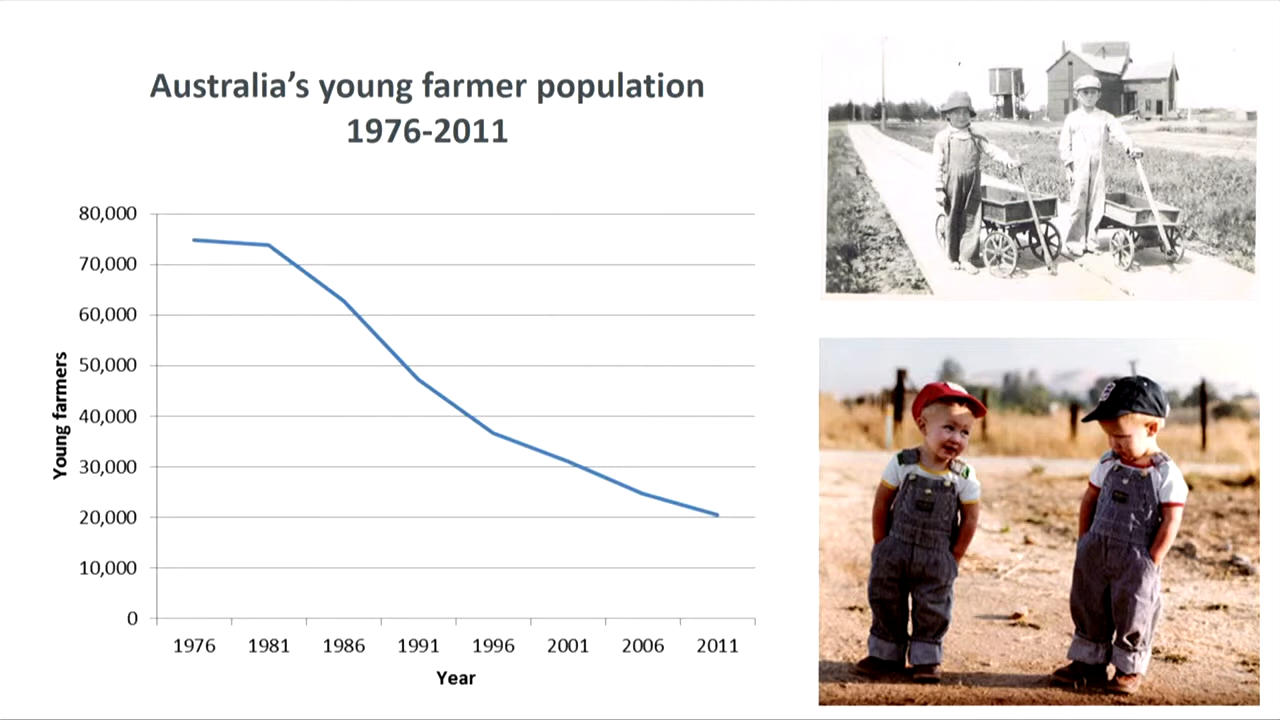 Australia’s young farmer population
1976-2011
80,000
70,000
60,000
50,000
40,000
30,000
20,000
10,000
0
Young farmers
1976 1981 1986 1991 1996 2001 2006 2011
Year